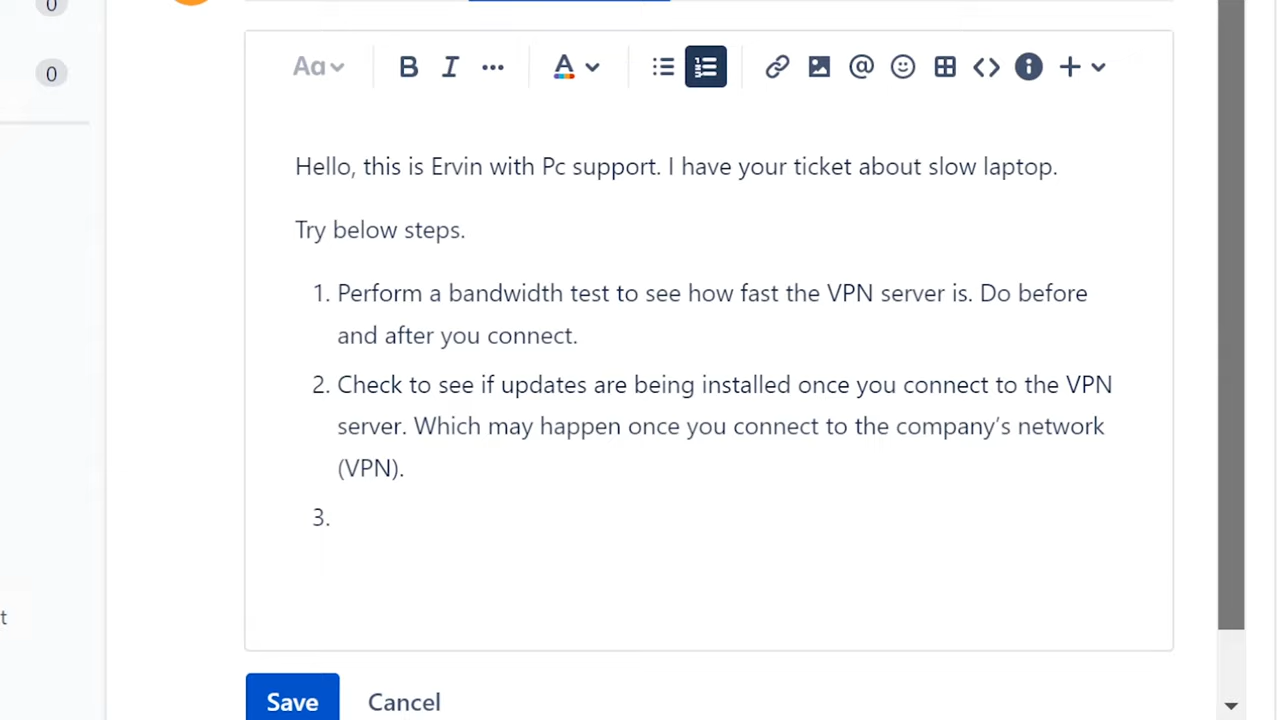 0
0
Aa
B I ... A @ + 
Hello, this is Ervin with Pc support. I have your ticket about slow laptop.
Try below steps.
1. Perform a bandwidth test to see how fast the VPN server is. Do before
and after you connect.
2. Check to see if updates are being installed once you connect to the VPN
server. Which may happen once you connect to the company’s network
(VPN).
3.
t
Save Cancel